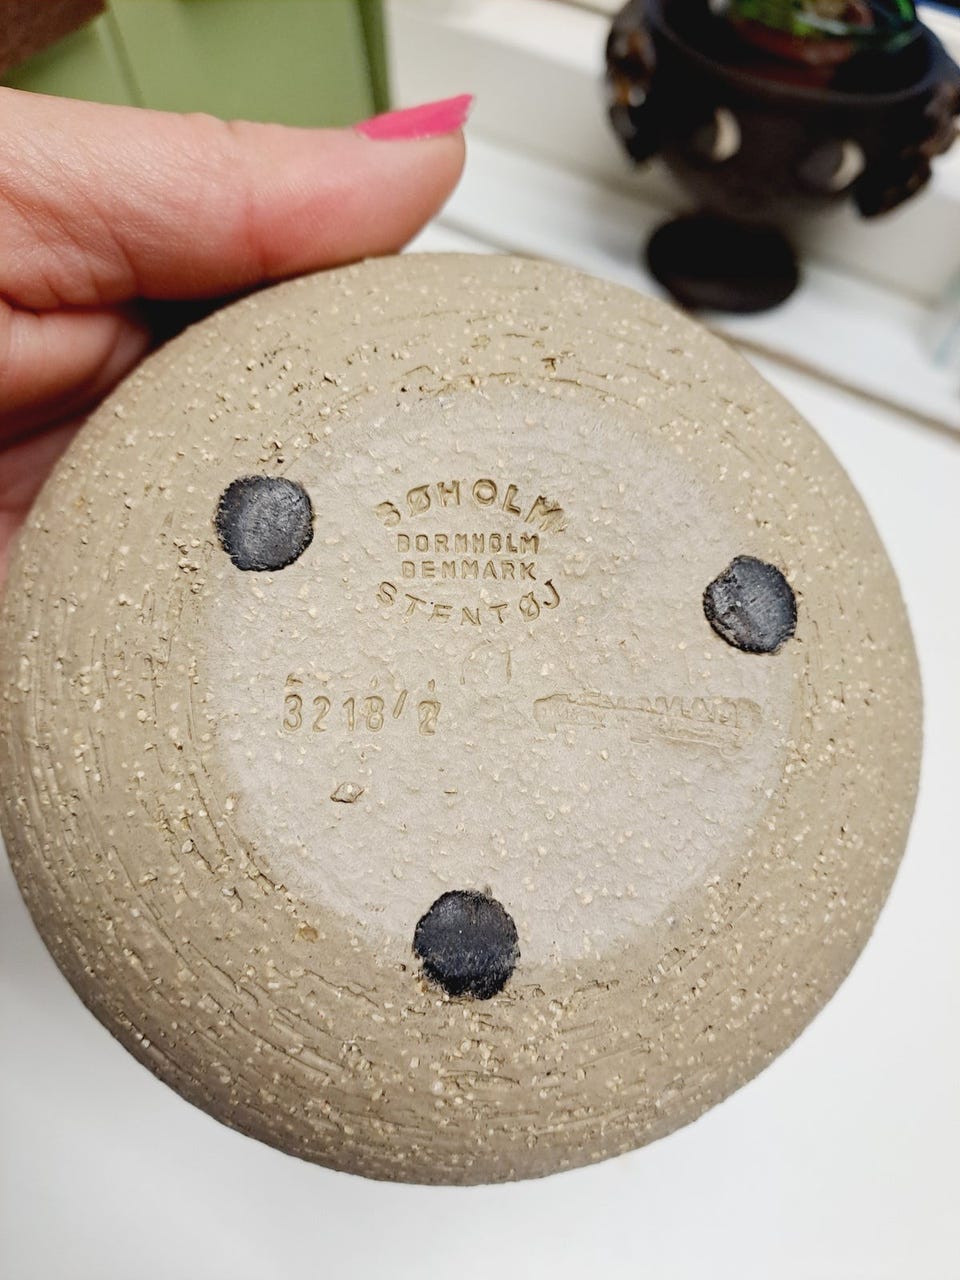 SØHOLM
BORNHOLM
DENMARK
STENTØJ
3218/2